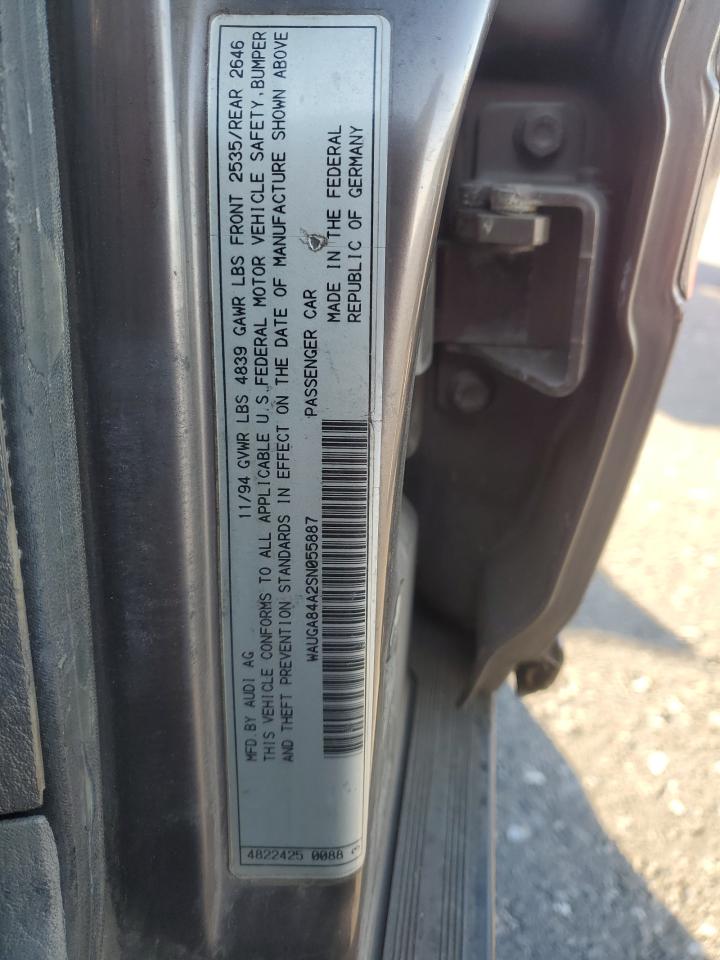 MFD.BY AUDI AG 11/94 GVWR LBS 4839 GAWR LBS FRONT 2535/REAR 2646
THIS VEHICLE CONFORMS TO ALL APPLICABLE U.S.FEDERAL MOTOR VEHICLE SAFETY,BUMPER
AND THEFT PREVENTION STANDARDS IN EFFECT ON THE DATE OF MANUFACTURE SHOWN ABOVE
WAUGA84A2SN055887 PASSENGER CAR
MADE IN THE FEDERAL
REPUBLIC OF GERMANY
4822425 0088